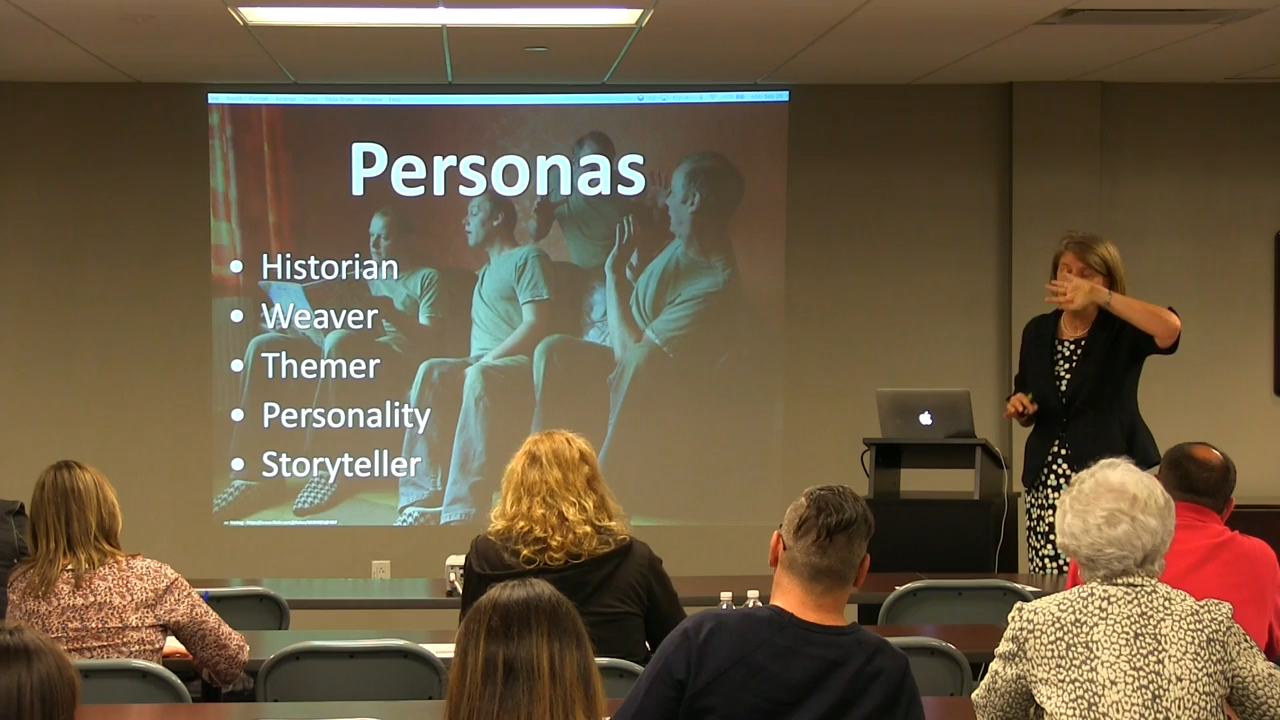 Personas
• Historian
• Weaver
• Themer
• Personality
• Storyteller